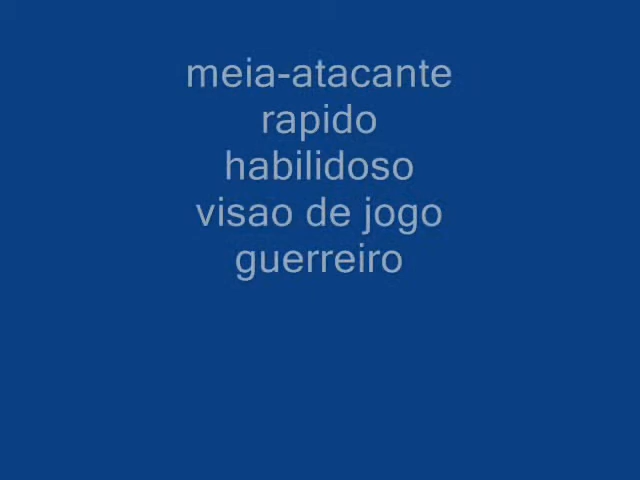 meia-atacante
rapido
habilidoso
visao de jogo
guerreiro